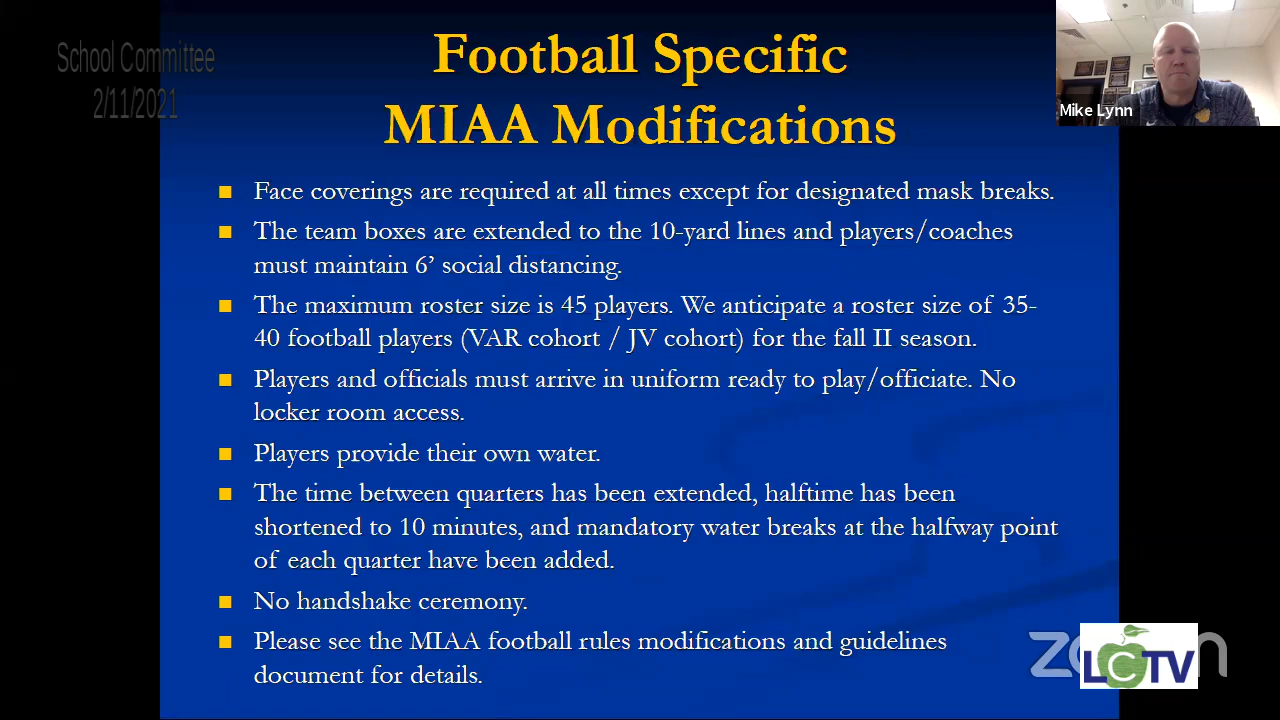 School Committee
2/11/2021
Football Specific
MIAA Modifications
Mike Lynn
Face coverings are required at all times except for designated mask breaks.
The team boxes are extended to the 10-yard lines and players/coaches
must maintain 6’ social distancing.
The maximum roster size is 45 players. We anticipate a roster size of 35-
40 football players (VAR cohort / JV cohort) for the fall II season.
Players and officials must arrive in uniform ready to play/officiate. No
locker room access.
Players provide their own water.
The time between quarters has been extended, halftime has been
shortened to 10 minutes, and mandatory water breaks at the halfway point
of each quarter have been added.
No handshake ceremony.
Please see the MIAA football rules modifications and guidelines
document for details.
LCTV